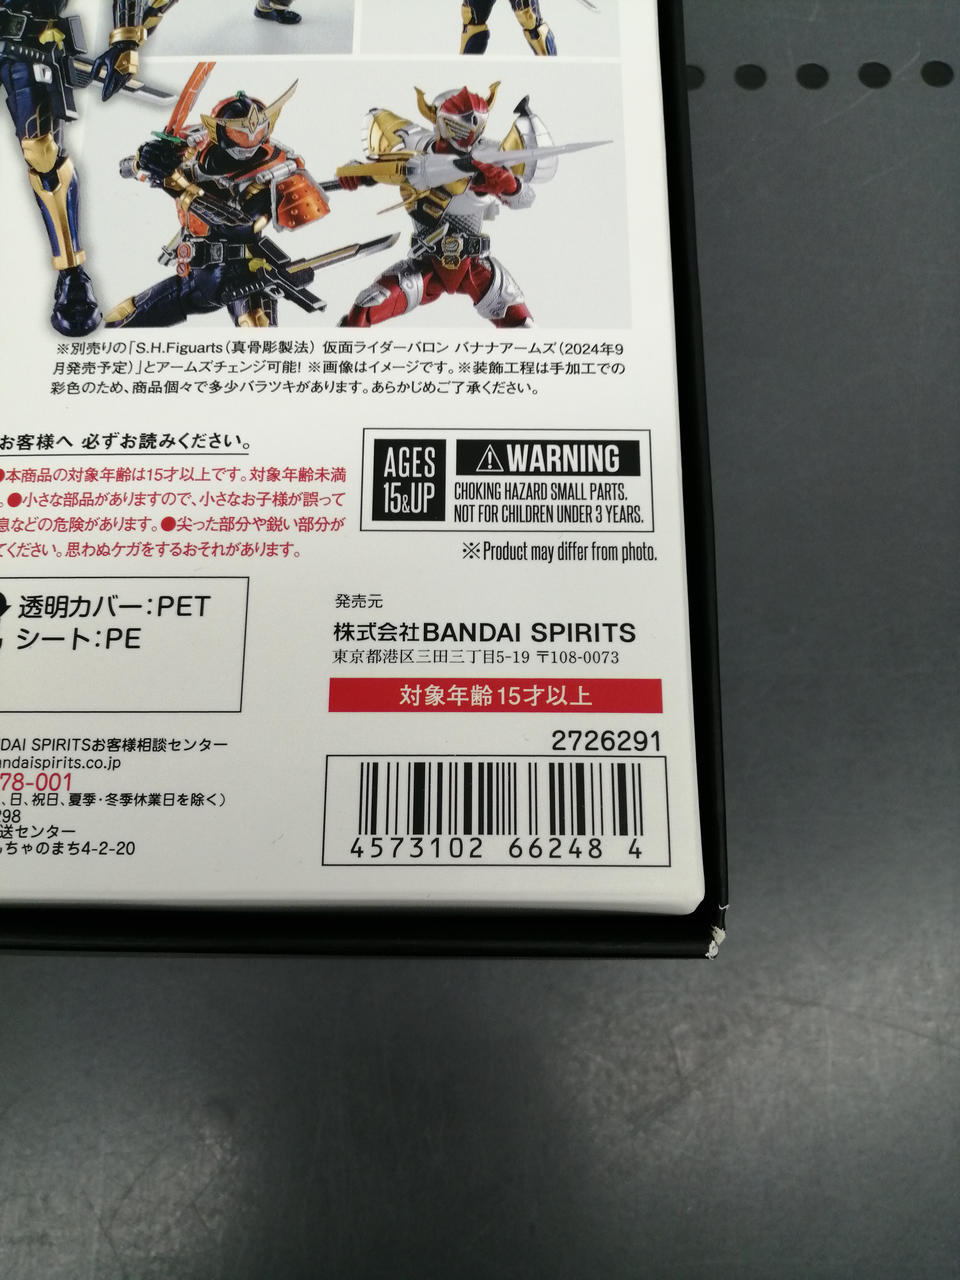 ※別売りの「S.H.Figuarts(真骨彫製法) 仮面ライダーバロン バナナアームズ(2024年9
月発売予定)」とアームズチェンジ可能! ※画像はイメージです。※装飾工程は手加工での
彩色のため、商品個々で多少バラツキがあります。あらかじめご了承ください。
お客様へ 必ずお読みください。
●本商品の対象年齢は15才以上です。対象年齢未満
。●小さな部品がありますので、小さなお子様が誤って
息などの危険があります。●尖った部分や鋭い部分が
てください。思わぬケガをするおそれがあります。
AGES
15&UP
⚠WARNING
CHOKING HAZARD SMALL PARTS.
NOT FOR CHILDREN UNDER 3 YEARS.
※Product may differ from photo.
透明カバー:PET
シート:PE
発売元
株式会社BANDAI SPIRITS
東京都港区三田三丁目5-19 〒108-0073
対象年齢15才以上
2726291
4573102 66248 4
DAI SPIRITSお客様相談センター
ndaispirits.co.jp
78-001
、日、祝日、夏季・冬季休業日を除く)
298
送センター
ちゃのまち4-2-20